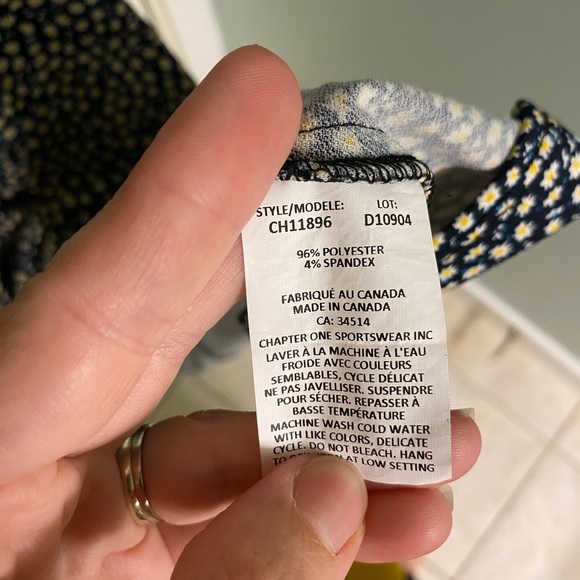 STYLE/MODELE: LOT:
CH11896 D10904
96% POLYESTER
4% SPANDEX
FABRIQUÉ AU CANADA
MADE IN CANADA
CA: 34514
CHAPTER ONE SPORTSWEAR INC
LAVER À LA MACHINE À L'EAU
FROIDE AVEC COULEURS
SEMBLABLES, CYCLE DÉLICAT
NE PAS JAVELLISER. SUSPENDRE
POUR SÉCHER. REPASSER À
BASSE TEMPÉRATURE
MACHINE WASH COLD WATER
WITH LIKE COLORS, DELICATE
CYCLE. DO NOT BLEACH. HANG
TO AT LOW SETTING